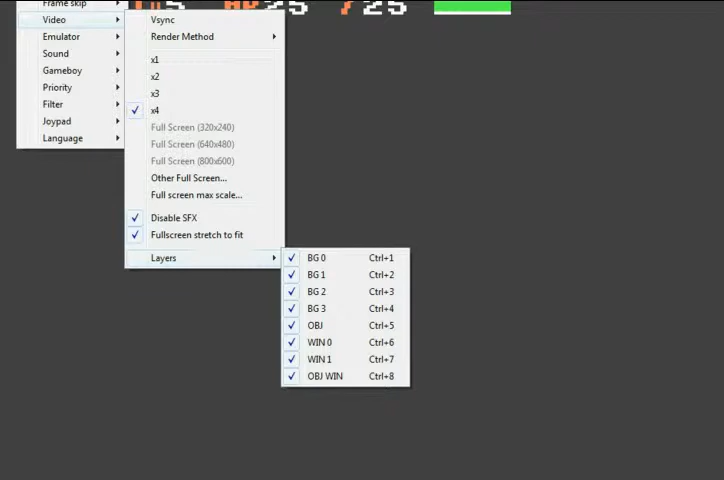 Frame skip
Video
Emulator
Sound
Gameboy
Priority
Filter
Joypad
Language
Vsync
Render Method
x1
x2
x3
x4
Full Screen (320x240)
Full Screen (640x480)
Full Screen (800x600)
Other Full Screen...
Full screen max scale...
Disable SFX
Fullscreen stretch to fit
Layers
BG 0 Ctrl+1
BG 1 Ctrl+2
BG 2 Ctrl+3
BG 3 Ctrl+4
OBJ Ctrl+5
WIN 0 Ctrl+6
WIN 1 Ctrl+7
OBJ WIN Ctrl+8